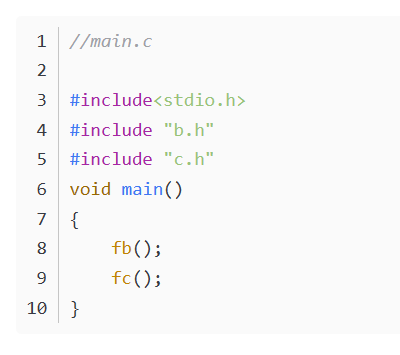 1 //main.c
2
3 #include<stdio.h>
4 #include "b.h"
5 #include "c.h"
6 void main()
7 {
8     fb();
9     fc();
10 }